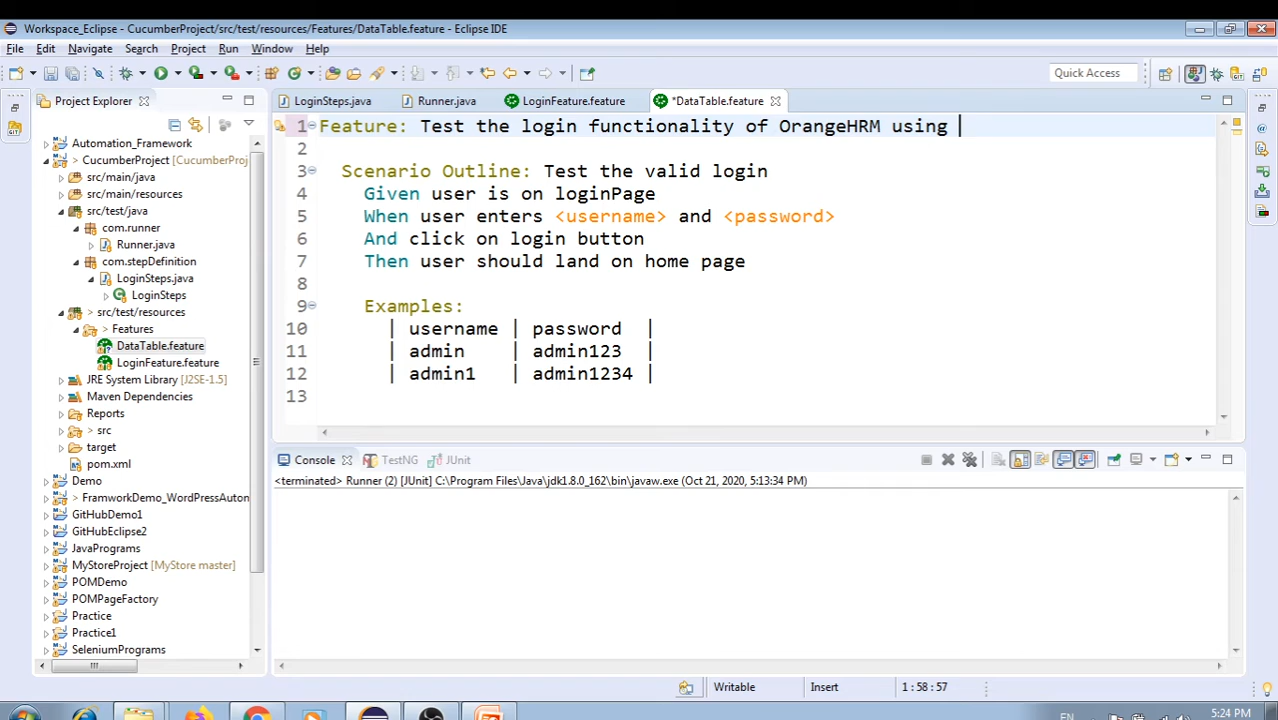 Workspace_Eclipse - CucumberProject/src/test/resources/Features/DataTable.feature - Eclipse IDE
File Edit Navigate Search Project Run Window Help
Quick Access
Project Explorer
LoginSteps.java Runner.java LoginFeature.feature *DataTable.feature
Automation_Framework
> CucumberProject [CucumberProj
src/main/java
src/main/resources
src/test/java
com.runner
Runner.java
com.stepDefinition
LoginSteps.java
LoginSteps
> src/test/resources
> Features
DataTable.feature
LoginFeature.feature
JRE System Library [J2SE-1.5]
Maven Dependencies
Reports
> src
target
pom.xml
Demo
> FramworkDemo_WordPressAuton
GitHubDemo1
GitHubEclipse2
JavaPrograms
MyStoreProject [MyStore master]
POMDemo
POMPageFactory
Practice
Practice1
SeleniumPrograms
1 Feature: Test the login functionality of OrangeHRM using
2
3 Scenario Outline: Test the valid login
4 Given user is on loginPage
5 When user enters <username> and <password>
6 And click on login button
7 Then user should land on home page
8
9 Examples:
10 | username | password |
11 | admin | admin123 |
12 | admin1 | admin1234 |
13
Console TestNG JUnit
<terminated> Runner (2) [JUnit] C:\Program Files\Java\jdk1.8.0_162\bin\javaw.exe (Oct 21, 2020, 5:13:34 PM)
Writable Insert 1 : 58 : 57
EN 5:24 PM